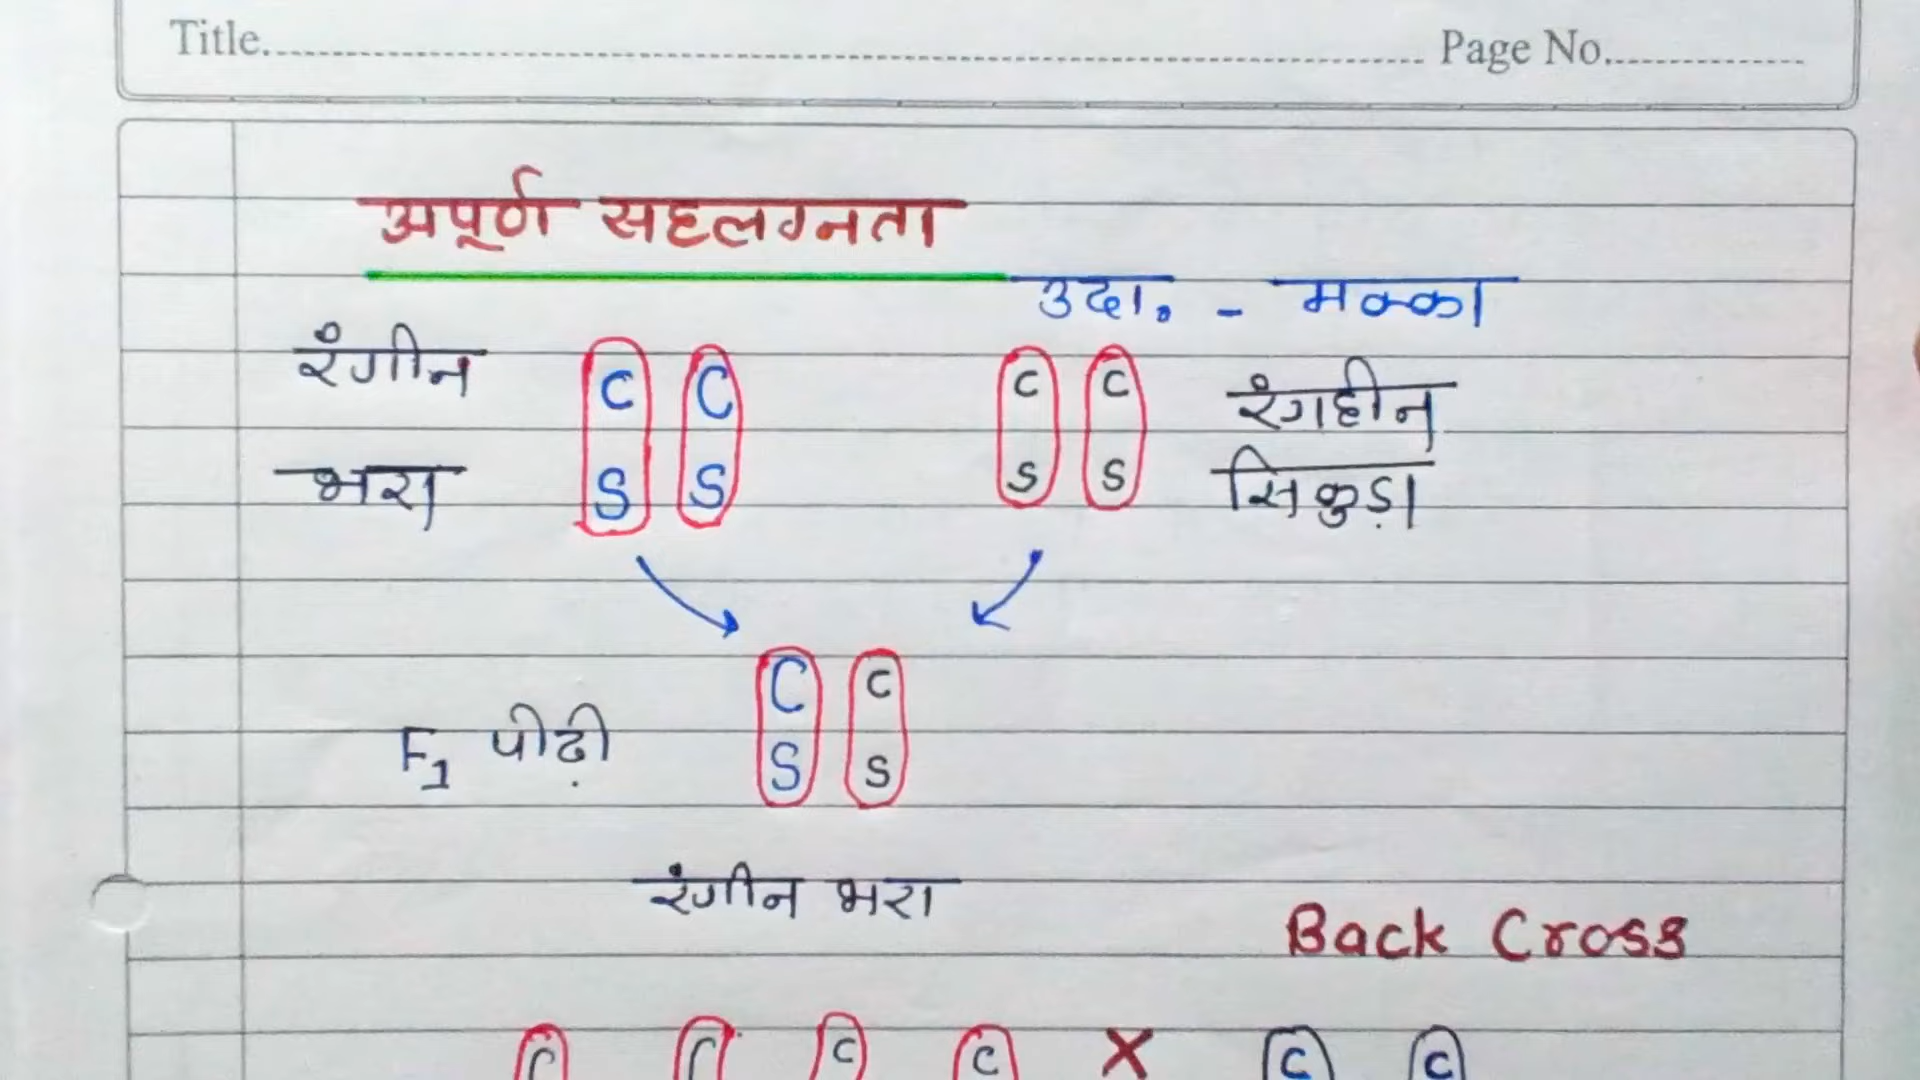 Title. Page No.
अपूर्ण सहलग्नता
उदा. - मक्का
रंगीन C C c c रंगहीन
भरा S S s s सिकुड़ा
C c
F1 पीढ़ी
S s
रंगीन भरा
Back Cross
c c X c c